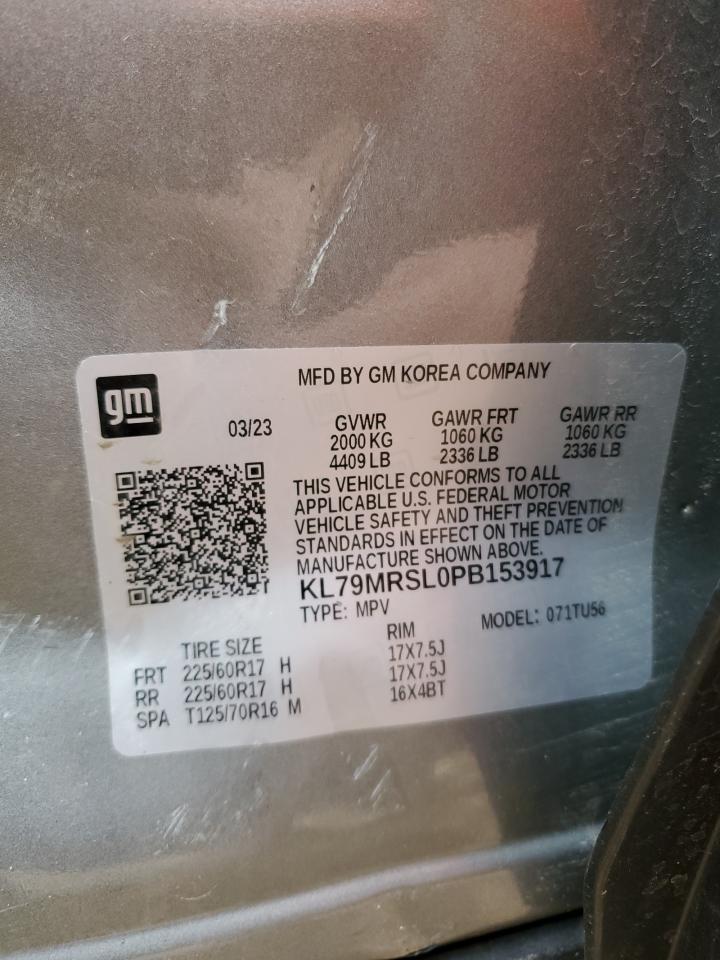 gm
MFD BY GM KOREA COMPANY
03/23 GVWR GAWR FRT GAWR RR
2000 KG 1060 KG 1060 KG
4409 LB 2336 LB 2336 LB
THIS VEHICLE CONFORMS TO ALL
APPLICABLE U.S. FEDERAL MOTOR
VEHICLE SAFETY AND THEFT PREVENTION
STANDARDS IN EFFECT ON THE DATE OF
MANUFACTURE SHOWN ABOVE.
KL79MRSL0PB153917
TYPE: MPV MODEL: 071TU56
TIRE SIZE RIM
FRT 225/60R17 H 17X7.5J
RR 225/60R17 H 17X7.5J
SPA T125/70R16 M 16X4BT